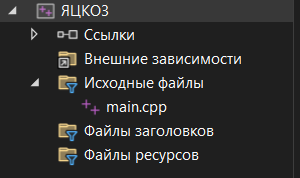 ЯЦКОЗ
Ссылки
Внешние зависимости
Исходные файлы
main.cpp
Файлы заголовков
Файлы ресурсов